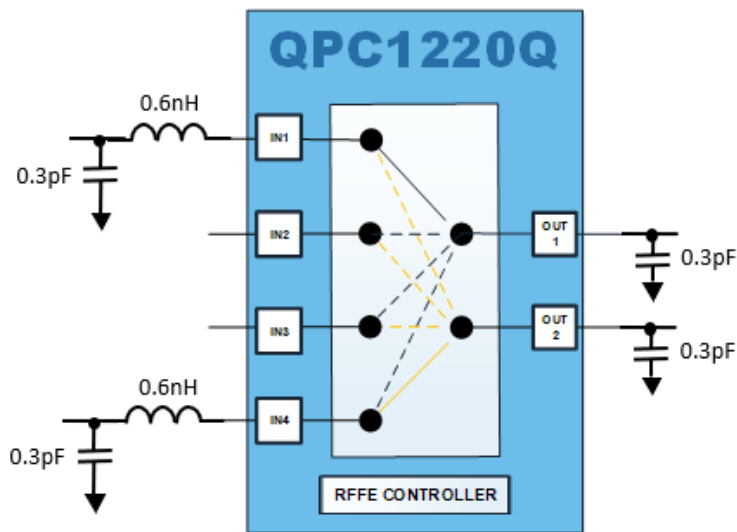 QPC1220Q
0.6nH
IN1
0.3pF
IN2
OUT
1
0.3pF
IN3
OUT
2
0.3pF
0.6nH
IN4
0.3pF
RFFE CONTROLLER